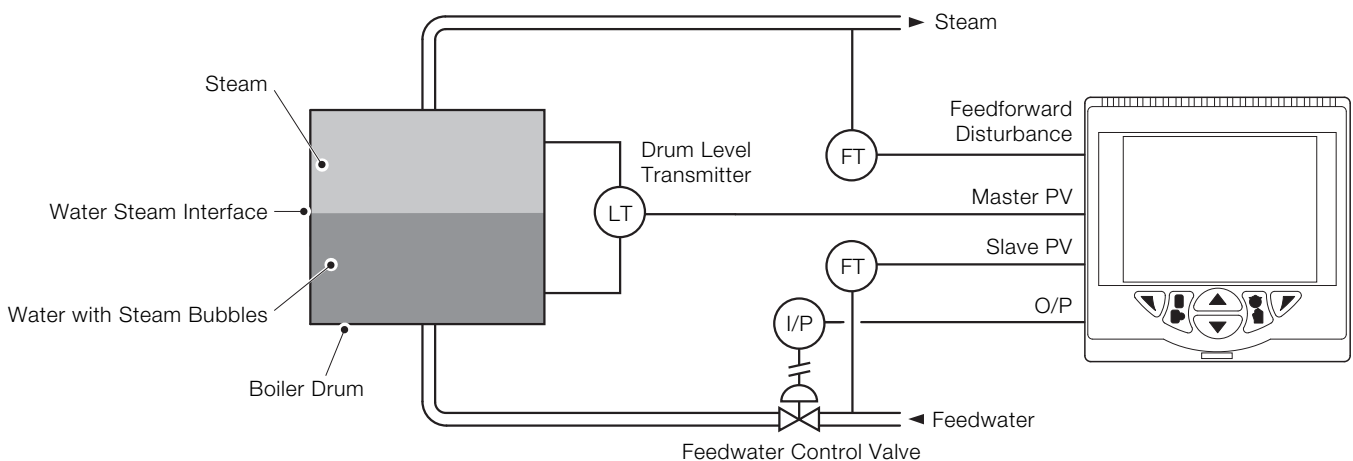 ► Steam
Steam
Feedforward
Disturbance
FT
Drum Level
Transmitter
Water Steam Interface
LT
Master PV
Slave PV
FT
Water with Steam Bubbles
O/P
I/P
Boiler Drum
◄ Feedwater
Feedwater Control Valve